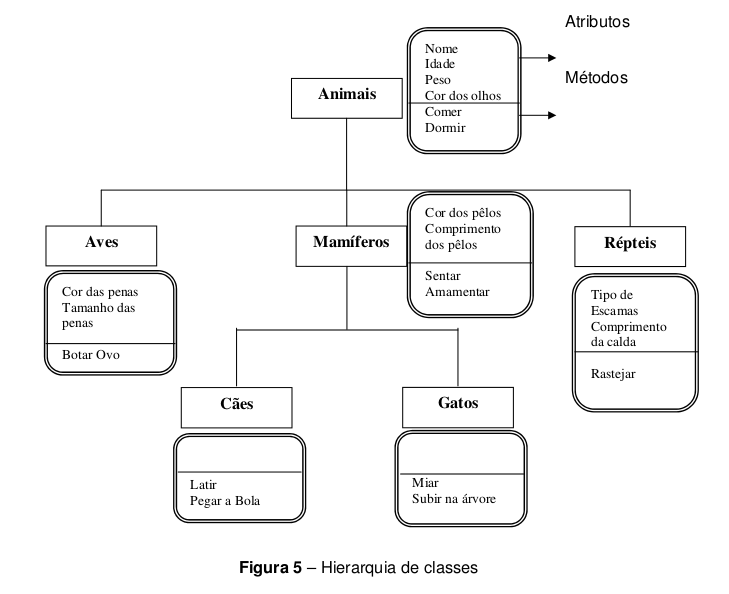 Atributos
Nome
Idade
Peso
Cor dos olhos
Métodos
Comer
Dormir
Animais
Aves
Cor das penas
Tamanho das
penas
Botar Ovo
Mamíferos
Cor dos pêlos
Comprimento
dos pêlos
Sentar
Amamentar
Répteis
Tipo de
Escamas
Comprimento
da calda
Rastejar
Cães
Latir
Pegar a Bola
Gatos
Miar
Subir na árvore
Figura 5 – Hierarquia de classes